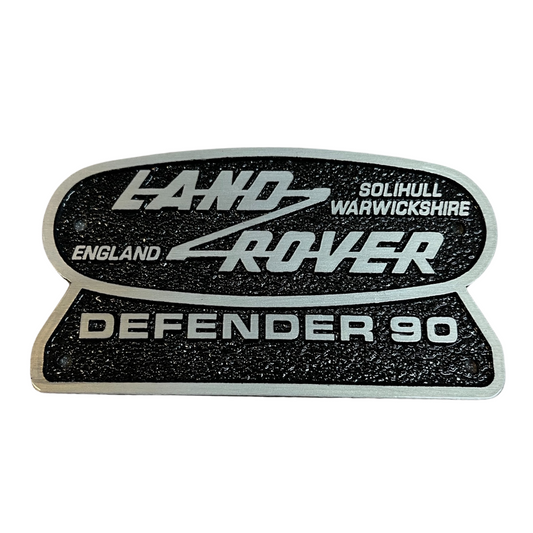 LAND
ROVER
SOLIHULL
WARWICKSHIRE
ENGLAND
DEFENDER 90